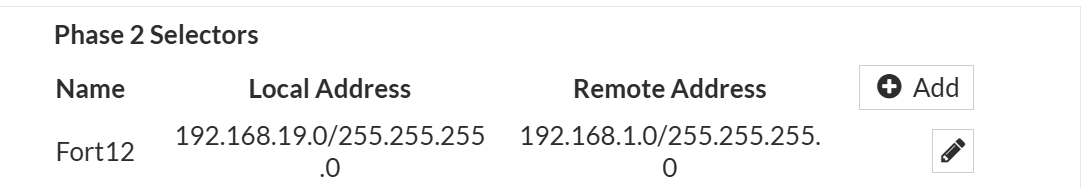 Phase 2 Selectors
Name Local Address Remote Address Add
Fort12 192.168.19.0/255.255.255 192.168.1.0/255.255.255.
.0 0